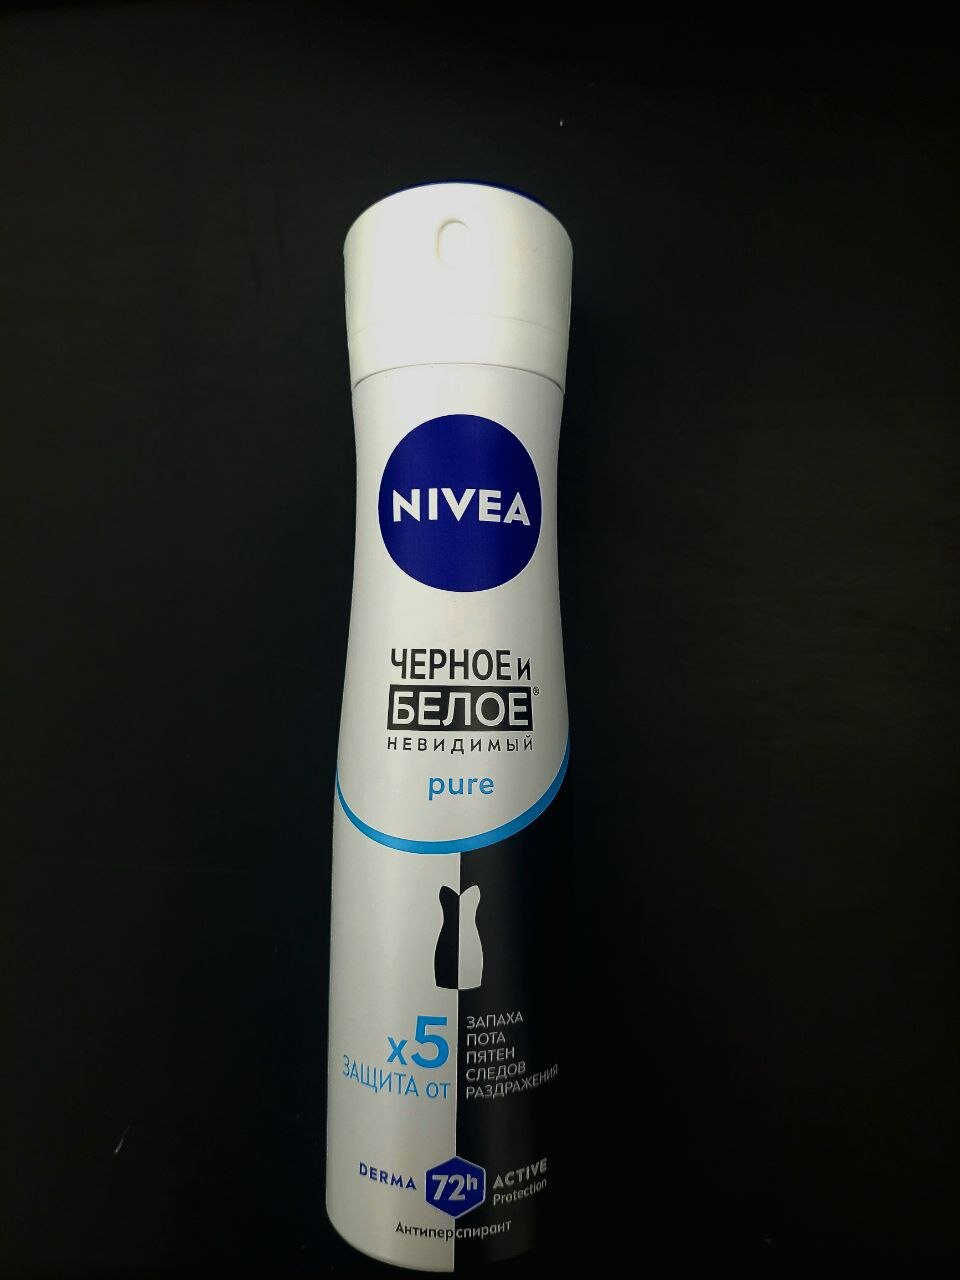 NIVEA
ЧЕРНОЕ и
БЕЛОЕ®
НЕВИДИМЫЙ
pure
x5
ЗАЩИТА ОТ
ЗАПАХА
ПОТА
ПЯТЕН
СЛЕДОВ
РАЗДРАЖЕНИЯ
DERMA 72h ACTIVE
Protection
Антиперспирант